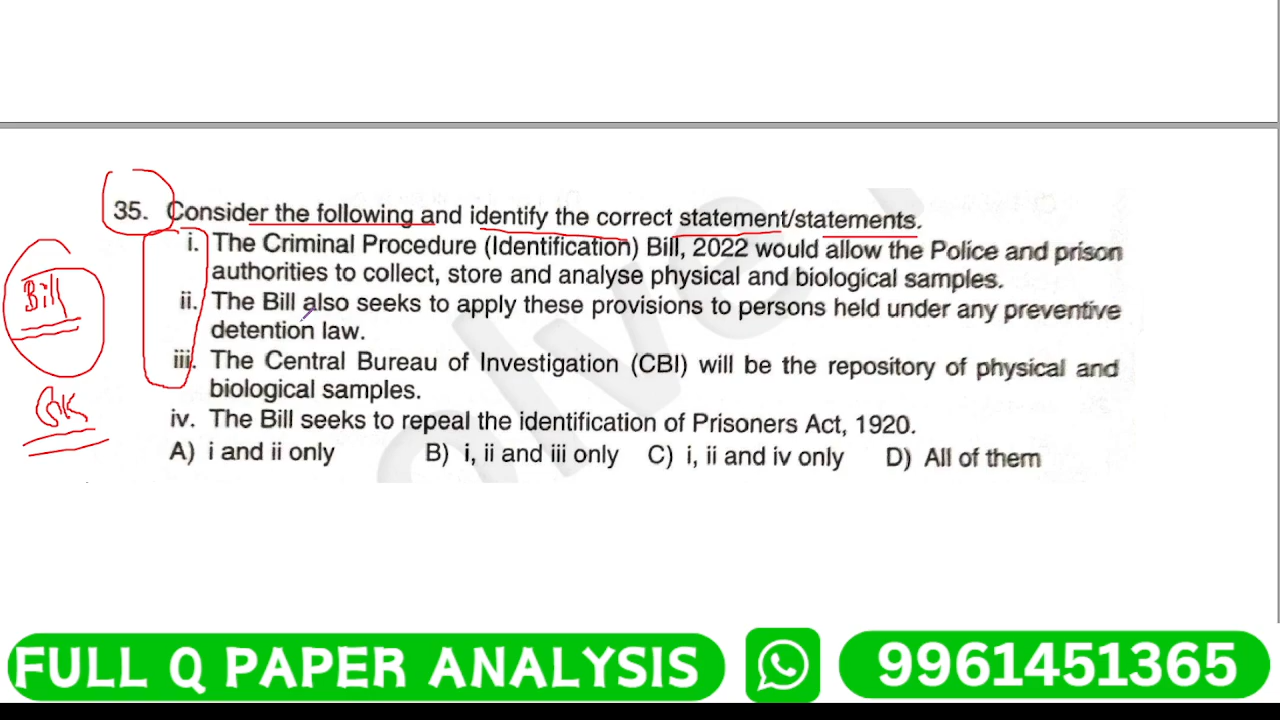 35. Consider the following and identify the correct statement/statements.
i. The Criminal Procedure (Identification) Bill, 2022 would allow the Police and prison
authorities to collect, store and analyse physical and biological samples.
ii. The Bill also seeks to apply these provisions to persons held under any preventive
detention law.
iii. The Central Bureau of Investigation (CBI) will be the repository of physical and
biological samples.
iv. The Bill seeks to repeal the identification of Prisoners Act, 1920.
A) i and ii only B) i, ii and iii only C) i, ii and iv only D) All of them
Bill
FULL Q PAPER ANALYSIS 9961451365